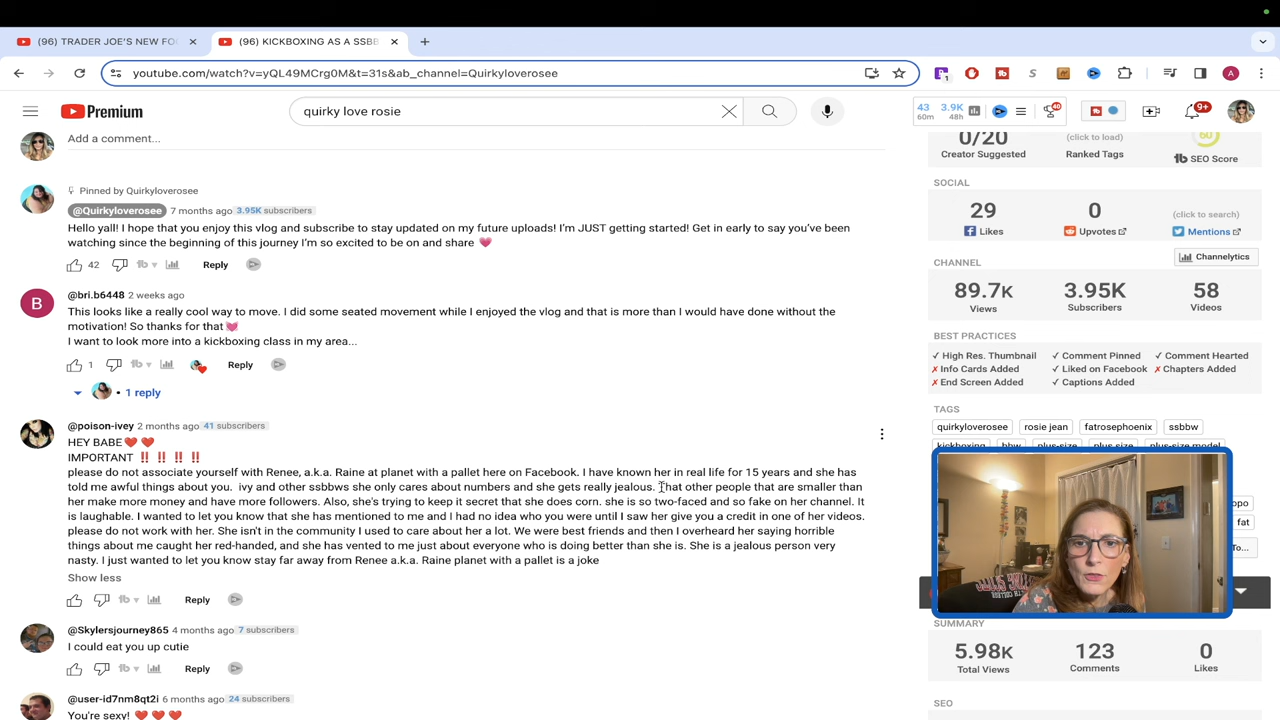 (96) TRADER JOE'S NEW FO
(96) KICKBOXING AS A SSBB
youtube.com/watch?v=yQL49MCrg0M&t=31s&ab_channel=Quirkyloverosee
Premium
quirky love rosie
43
60m
3.9K
48h
40
9+
A
Add a comment...
Pinned by Quirkyloverosee
@Quirkyloverosee 7 months ago 3.95K subscribers
Hello yall! I hope that you enjoy this vlog and subscribe to stay updated on my future uploads! I'm JUST getting started! Get in early to say you've been
watching since the beginning of this journey I'm so excited to be on and share
42 Reply
B
@bri.b6448 2 weeks ago
This looks like a really cool way to move. I did some seated movement while I enjoyed the vlog and that is more than I would have done without the
motivation! So thanks for that
I want to look more into a kickboxing class in my area...
1 Reply
1 reply
@poison-ivey 2 months ago 41 subscribers
HEY BABE❤️ ❤️
IMPORTANT ‼️ ‼️ ‼️ ‼️
please do not associate yourself with Renee, a.k.a. Raine at planet with a pallet here on Facebook. I have known her in real life for 15 years and she has
told me awful things about you. ivy and other ssbbws she only cares about numbers and she gets really jealous. That other people that are smaller than
her make more money and have more followers. Also, she's trying to keep it secret that she does corn. she is so two-faced and so fake on her channel. It
is laughable. I wanted to let you know that she has mentioned to me and I had no idea who you were until I saw her give you a credit in one of her videos.
please do not work with her. She isn't in the community I used to care about her a lot. We were best friends and then I overheard her saying horrible
things about me caught her red-handed, and she has vented to me just about everyone who is doing better than she is. She is a jealous person very
nasty. I just wanted to let you know stay far away from Renee a.k.a. Raine planet with a pallet is a joke
Show less
Reply
@Skylersjourney865 4 months ago 7 subscribers
I could eat you up cutie
Reply
@user-id7nm8qt2i 6 months ago 24 subscribers
You're sexy! ❤️ ❤️ ❤️
0/20
Creator Suggested
(click to load)
Ranked Tags
60
SEO Score
SOCIAL
29
Likes
0
Upvotes
(click to search)
Mentions
CHANNEL
Channelytics
89.7K
Views
3.95K
Subscribers
58
Videos
BEST PRACTICES
✓ High Res. Thumbnail ✓ Comment Pinned ✓ Comment Hearted
✗ Info Cards Added ✓ Liked on Facebook ✗ Chapters Added
✗ End Screen Added ✓ Captions Added
TAGS
quirkyloverosee rosie jean fatrosephoenix ssbbw
kickboxing bbw plus-size plus size plus-size model
fat
To...
SUMMARY
5.98K
Total Views
123
Comments
0
Likes
SEO